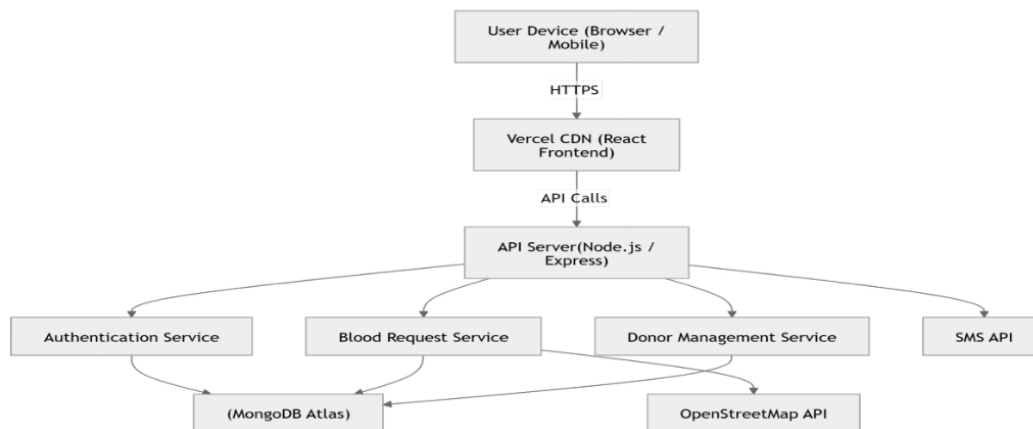 User Device (Browser /
Mobile)
HTTPS
Vercel CDN (React
Frontend)
API Calls
API Server(Node.js /
Express)
Authentication Service
Blood Request Service
Donor Management Service
SMS API
(MongoDB Atlas)
OpenStreetMap API